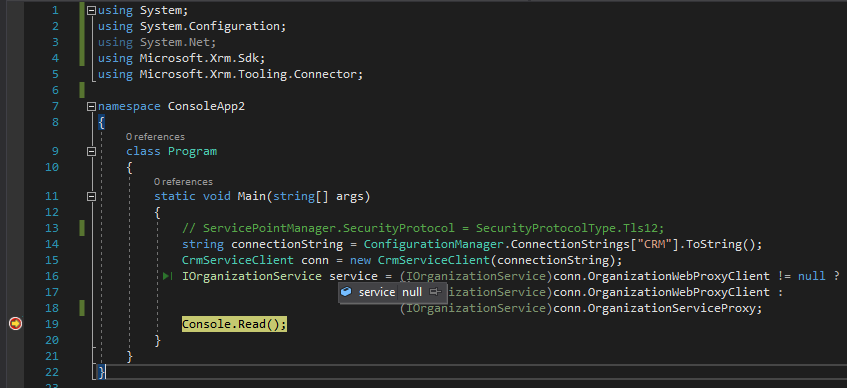 1 using System;
2 using System.Configuration;
3 using System.Net;
4 using Microsoft.Xrm.Sdk;
5 using Microsoft.Xrm.Tooling.Connector;
6
7 namespace ConsoleApp2
8 {
0 references
9 class Program
10 {
0 references
11 static void Main(string[] args)
12 {
13 // ServicePointManager.SecurityProtocol = SecurityProtocolType.Tls12;
14 string connectionString = ConfigurationManager.ConnectionStrings["CRM"].ToString();
15 CrmServiceClient conn = new CrmServiceClient(connectionString);
16 IOrganizationService service = (IOrganizationService)conn.OrganizationWebProxyClient != null ?
service null
17 anizationService)conn.OrganizationWebProxyClient :
18 (IOrganizationService)conn.OrganizationServiceProxy;
19 Console.Read();
20 }
21 }
22 }
23